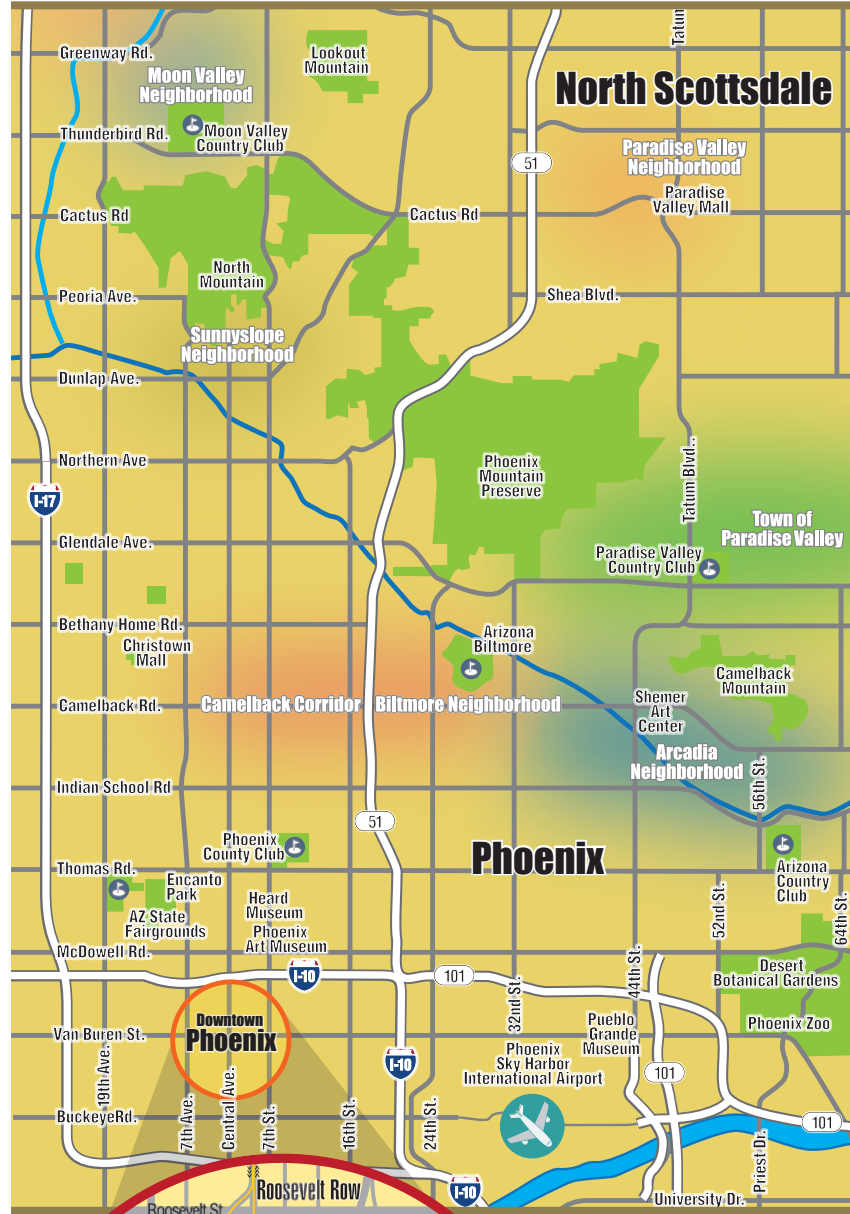 Tatum
Greenway Rd.
Lookout
Mountain
Moon Valley
Neighborhood
North Scottsdale
Thunderbird Rd.
Moon Valley
Country Club
51
Paradise Valley
Neighborhood
Paradise
Valley Mall
Cactus Rd
Cactus Rd
North
Mountain
Peoria Ave.
Shea Blvd.
Sunnyslope
Neighborhood
Dunlap Ave.
Northern Ave
Phoenix
Mountain
Preserve
Tatum Blvd..
I-17
Town of
Paradise Valley
Glendale Ave.
Paradise Valley
Country Club
Bethany Home Rd.
Christown
Mall
Arizona
Biltmore
Camelback
Mountain
Camelback Rd.
Camelback Corridor
Biltmore Neighborhood
Shemer
Art
Center
Arcadia
Neighborhood
56th St.
Indian School Rd
51
Phoenix
County Club
Phoenix
Thomas Rd.
Encanto
Park
Arizona
Country
Club
AZ State
Fairgrounds
Heard
Museum
Phoenix
Art Museum
52nd St.
64th St.
McDowell Rd.
I-10
101
32nd St.
44th St.
Desert
Botanical Gardens
Downtown
Phoenix
Van Buren St.
Pueblo
Grande
Museum
Phoenix Zoo
I-10
Phoenix
Sky Harbor
International Airport
101
19th Ave.
BuckeyeRd.
7th Ave.
Central Ave.
7th St.
16th St.
24th St.
101
Priest Dr.
Roosevelt Row
I-10
University Dr.
Roosevelt St